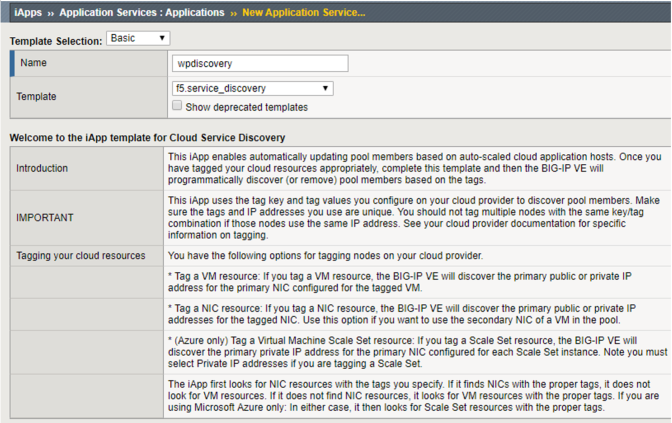 iApps ›› Application Services : Applications ›› New Application Service...
Template Selection: Basic
Name wpdiscovery
Template f5.service_discovery
Show deprecated templates
Welcome to the iApp template for Cloud Service Discovery
Introduction
This iApp enables automatically updating pool members based on auto-scaled cloud application hosts. Once you
have tagged your cloud resources appropriately, complete this template and then the BIG-IP VE will
programmatically discover (or remove) pool members based on the tags.
IMPORTANT
This iApp uses the tag key and tag values you configure on your cloud provider to discover pool members. Make
sure the tags and IP addresses you use are unique. You should not tag multiple nodes with the same key/tag
combination if those nodes use the same IP address. See your cloud provider documentation for specific
information on tagging.
Tagging your cloud resources
You have the following options for tagging nodes on your cloud provider.
* Tag a VM resource: If you tag a VM resource, the BIG-IP VE will discover the primary public or private IP
address for the primary NIC configured for the tagged VM.
* Tag a NIC resource: If you tag a NIC resource, the BIG-IP VE will discover the primary public or private IP
addresses for the tagged NIC. Use this option if you want to use the secondary NIC of a VM in the pool.
* (Azure only) Tag a Virtual Machine Scale Set resource: If you tag a Scale Set resource, the BIG-IP VE will
discover the primary private IP address for the primary NIC configured for each Scale Set instance. Note you must
select Private IP addresses if you are tagging a Scale Set.
The iApp first looks for NIC resources with the tags you specify. If it finds NICs with the proper tags, it does not
look for VM resources. If it does not find NIC resources, it looks for VM resources with the proper tags. If you are
using Microsoft Azure only: In either case, it then looks for Scale Set resources with the proper tags.